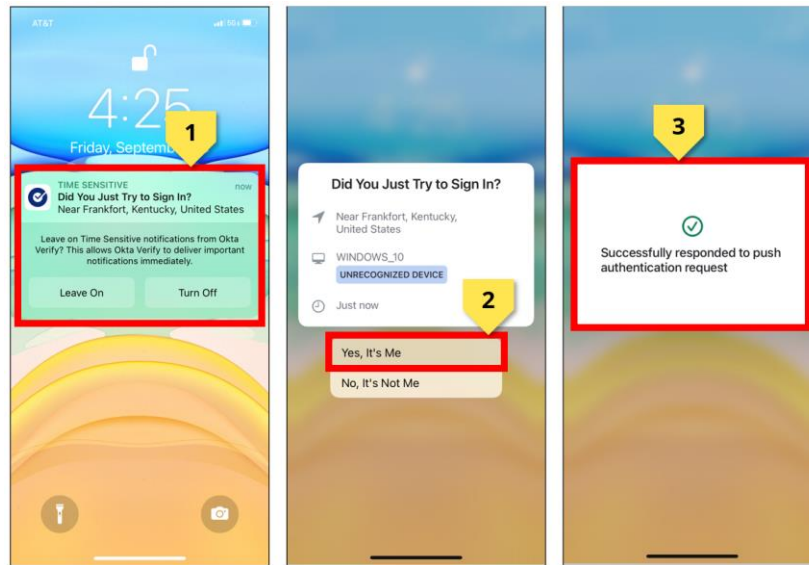 AT&T
4:25
1
Friday, Septem
TIME SENSITIVE now
Did You Just Try to Sign In?
Near Frankfort, Kentucky, United States
Leave on Time Sensitive notifications from Okta
Verify? This allows Okta Verify to deliver important
notifications immediately.
Leave On Turn Off
Did You Just Try to Sign In?
Near Frankfort, Kentucky,
United States
WINDOWS_10
UNRECOGNIZED DEVICE
Just now
2
Yes, It's Me
No, It's Not Me
3
Successfully responded to push
authentication request